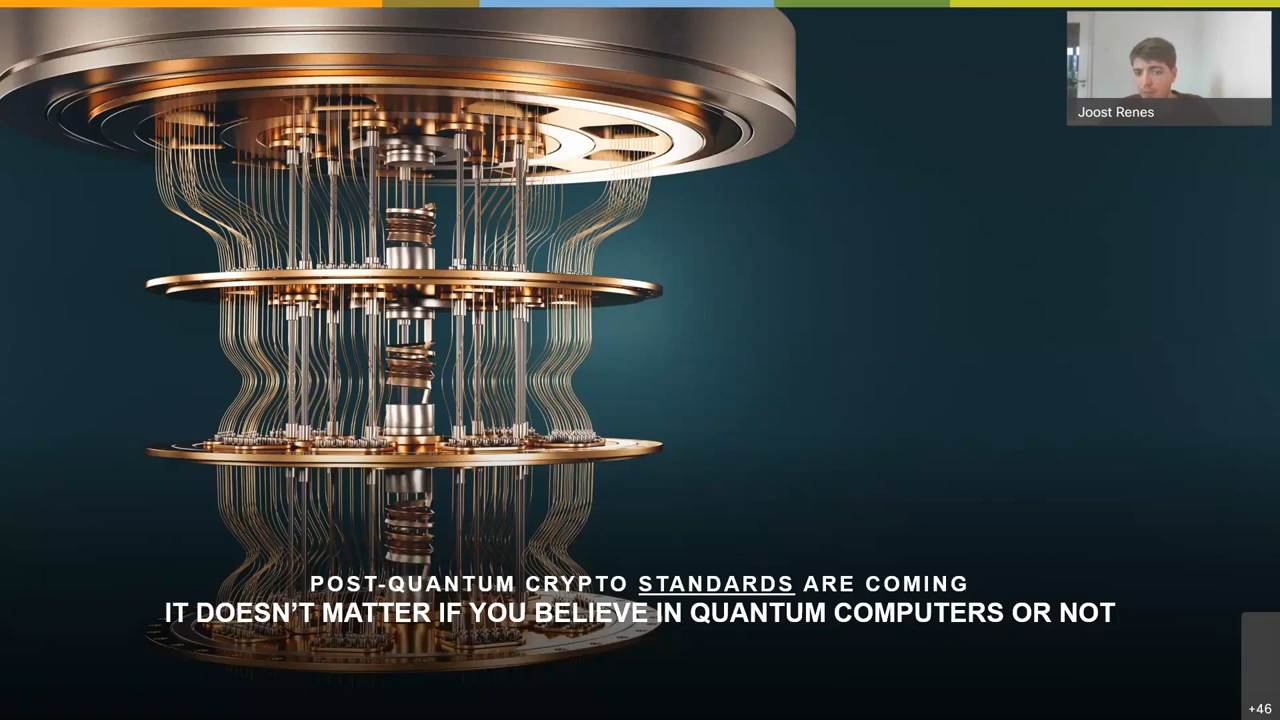 Joost Renes
POST-QUANTUM CRYPTO STANDARDS ARE COMING
IT DOESN’T MATTER IF YOU BELIEVE IN QUANTUM COMPUTERS OR NOT
+46